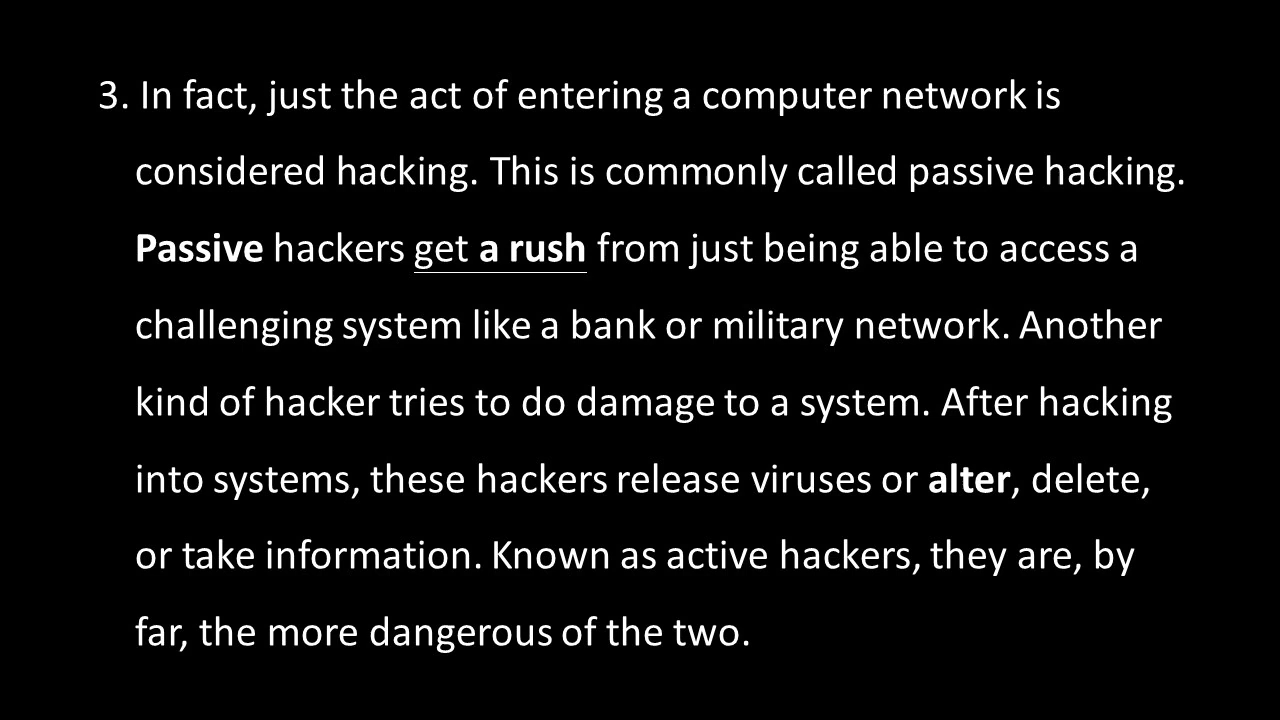 3. In fact, just the act of entering a computer network is
considered hacking. This is commonly called passive hacking.
Passive hackers get a rush from just being able to access a
challenging system like a bank or military network. Another
kind of hacker tries to do damage to a system. After hacking
into systems, these hackers release viruses or alter, delete,
or take information. Known as active hackers, they are, by
far, the more dangerous of the two.